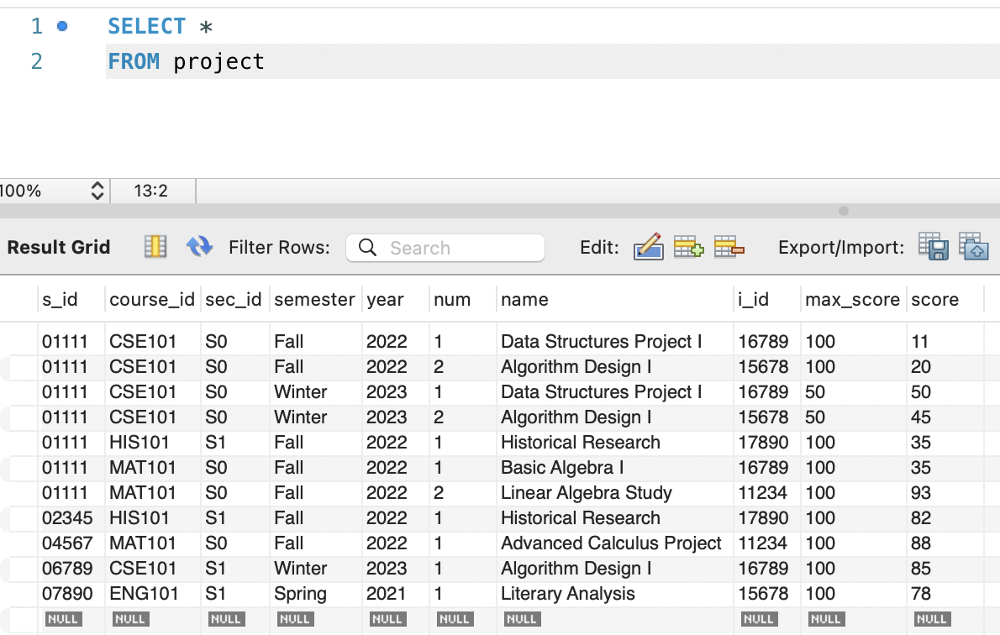 1 SELECT *
2 FROM project
100% 13:2
Result Grid Filter Rows: Search Edit: Export/Import:
s_id course_id sec_id semester year num name i_id max_score score
01111 CSE101 S0 Fall 2022 1 Data Structures Project I 16789 100 11
01111 CSE101 S0 Fall 2022 2 Algorithm Design I 15678 100 20
01111 CSE101 S0 Winter 2023 1 Data Structures Project I 16789 50 50
01111 CSE101 S0 Winter 2023 2 Algorithm Design I 15678 50 45
01111 HIS101 S1 Fall 2022 1 Historical Research 17890 100 35
01111 MAT101 S0 Fall 2022 1 Basic Algebra I 16789 100 35
01111 MAT101 S0 Fall 2022 2 Linear Algebra Study 11234 100 93
02345 HIS101 S1 Fall 2022 1 Historical Research 17890 100 82
04567 MAT101 S0 Fall 2022 1 Advanced Calculus Project 11234 100 88
06789 CSE101 S1 Winter 2023 1 Algorithm Design I 16789 100 85
07890 ENG101 S1 Spring 2021 1 Literary Analysis 15678 100 78
NULL NULL NULL NULL NULL NULL NULL NULL NULL NULL